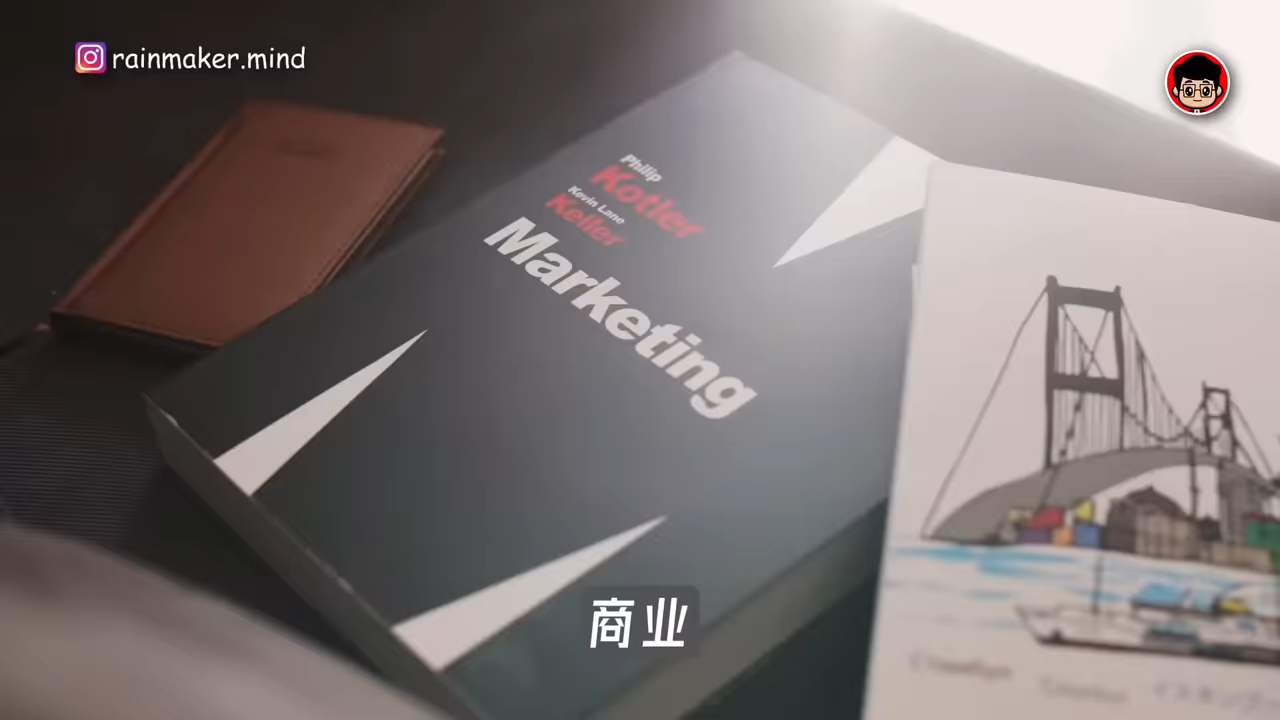 rainmaker.mind
Philip
Kotler
Kevin Lane
Keller
Marketing
商业